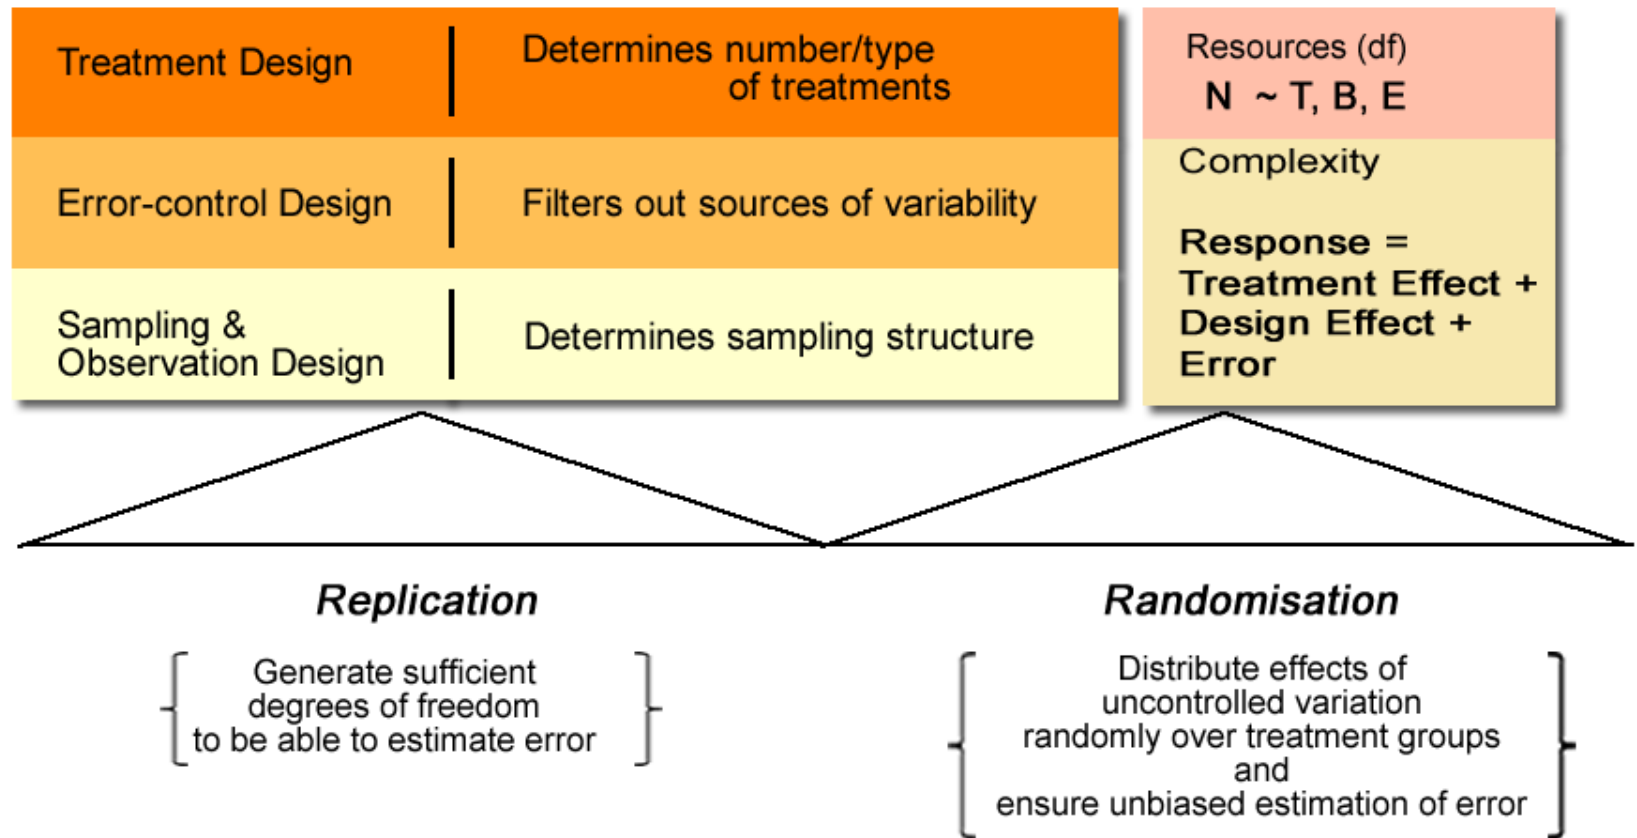 Treatment Design
Determines number/type
of treatments
Error-control Design
Filters out sources of variability
Sampling &
Observation Design
Determines sampling structure
Resources (df)
N ~ T, B, E
Complexity
Response =
Treatment Effect +
Design Effect +
Error
Replication
Generate sufficient
degrees of freedom
to be able to estimate error
Randomisation
Distribute effects of
uncontrolled variation
randomly over treatment groups
and
ensure unbiased estimation of error